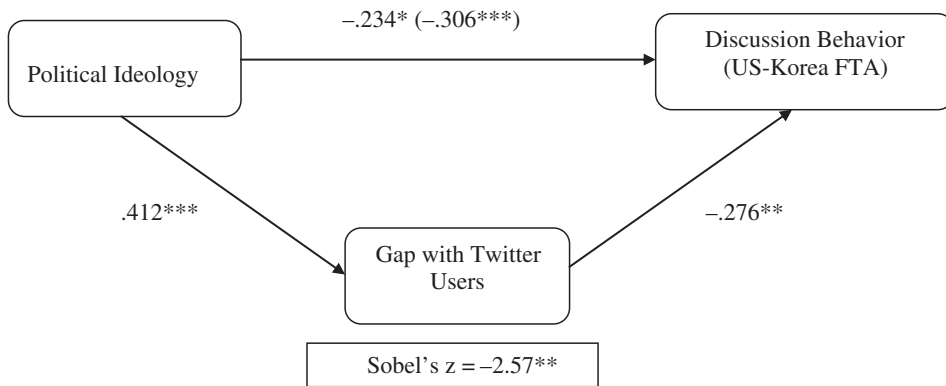 –.234* (–.306***)
Political Ideology
Discussion Behavior
(US-Korea FTA)
.412***
–.276**
Gap with Twitter
Users
Sobel’s z = –2.57**